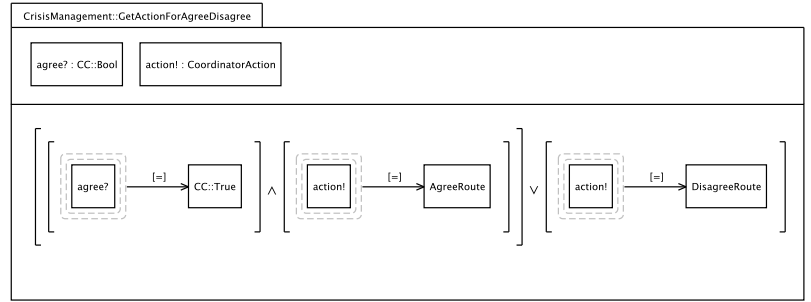 CrisisManagement::GetActionForAgreeDisagree
agree? : CC::Bool
action! : CoordinatorAction
agree? [=] CC::True ∧ action! [=] AgreeRoute ∨ action! [=] DisagreeRoute